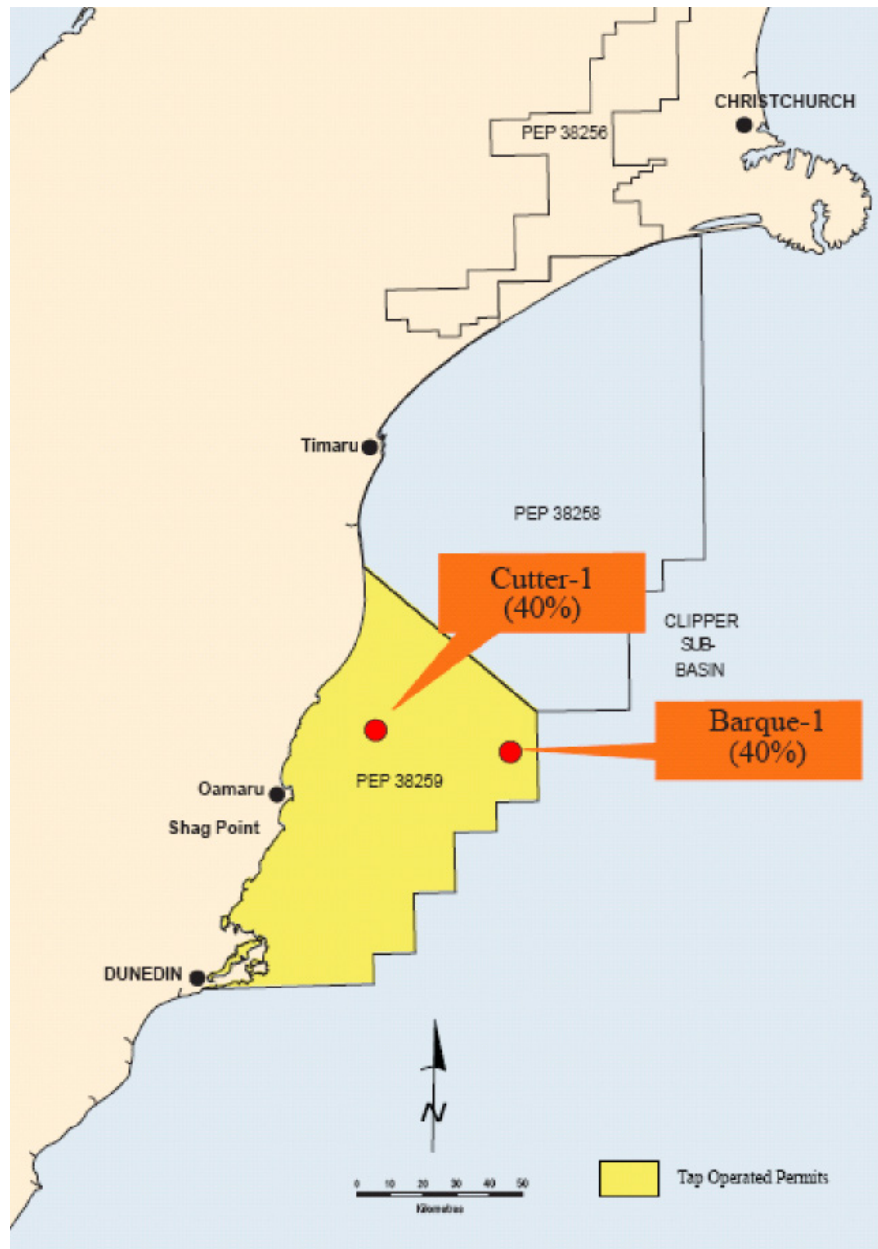 CHRISTCHURCH
PEP 38256
Timaru
PEP 38258
Cutter-1
(40%)
CLIPPER
SUB-
BASIN
Barque-1
(40%)
PEP 38259
Oamaru
Shag Point
DUNEDIN
N
Tap Operated Permits
0 10 20 30 40 50
Kilometres